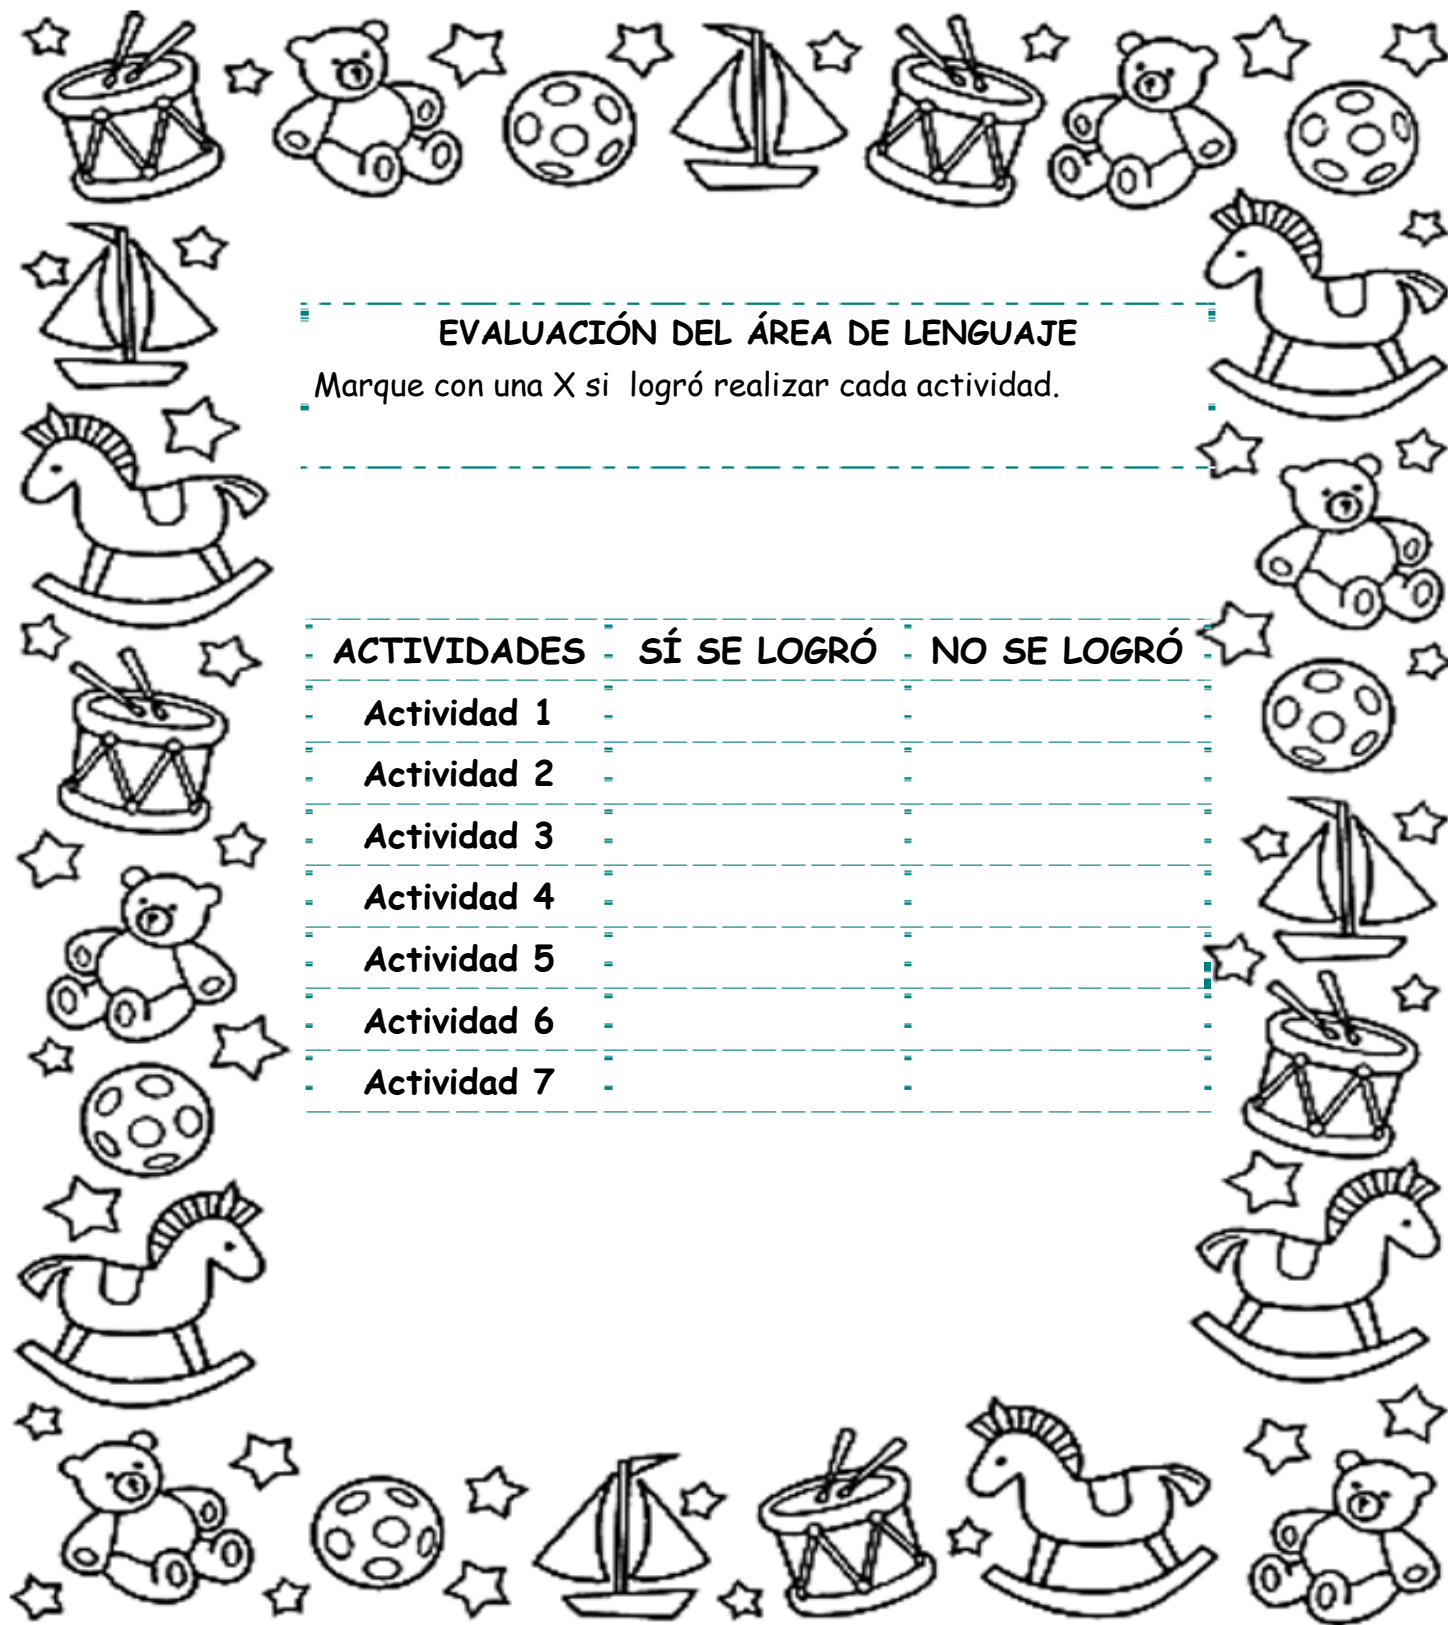 EVALUACIÓN DEL ÁREA DE LENGUAJE
Marque con una X si  logró realizar cada actividad.
ACTIVIDADES SÍ SE LOGRÓ NO SE LOGRÓ
Actividad 1
Actividad 2
Actividad 3
Actividad 4
Actividad 5
Actividad 6
Actividad 7